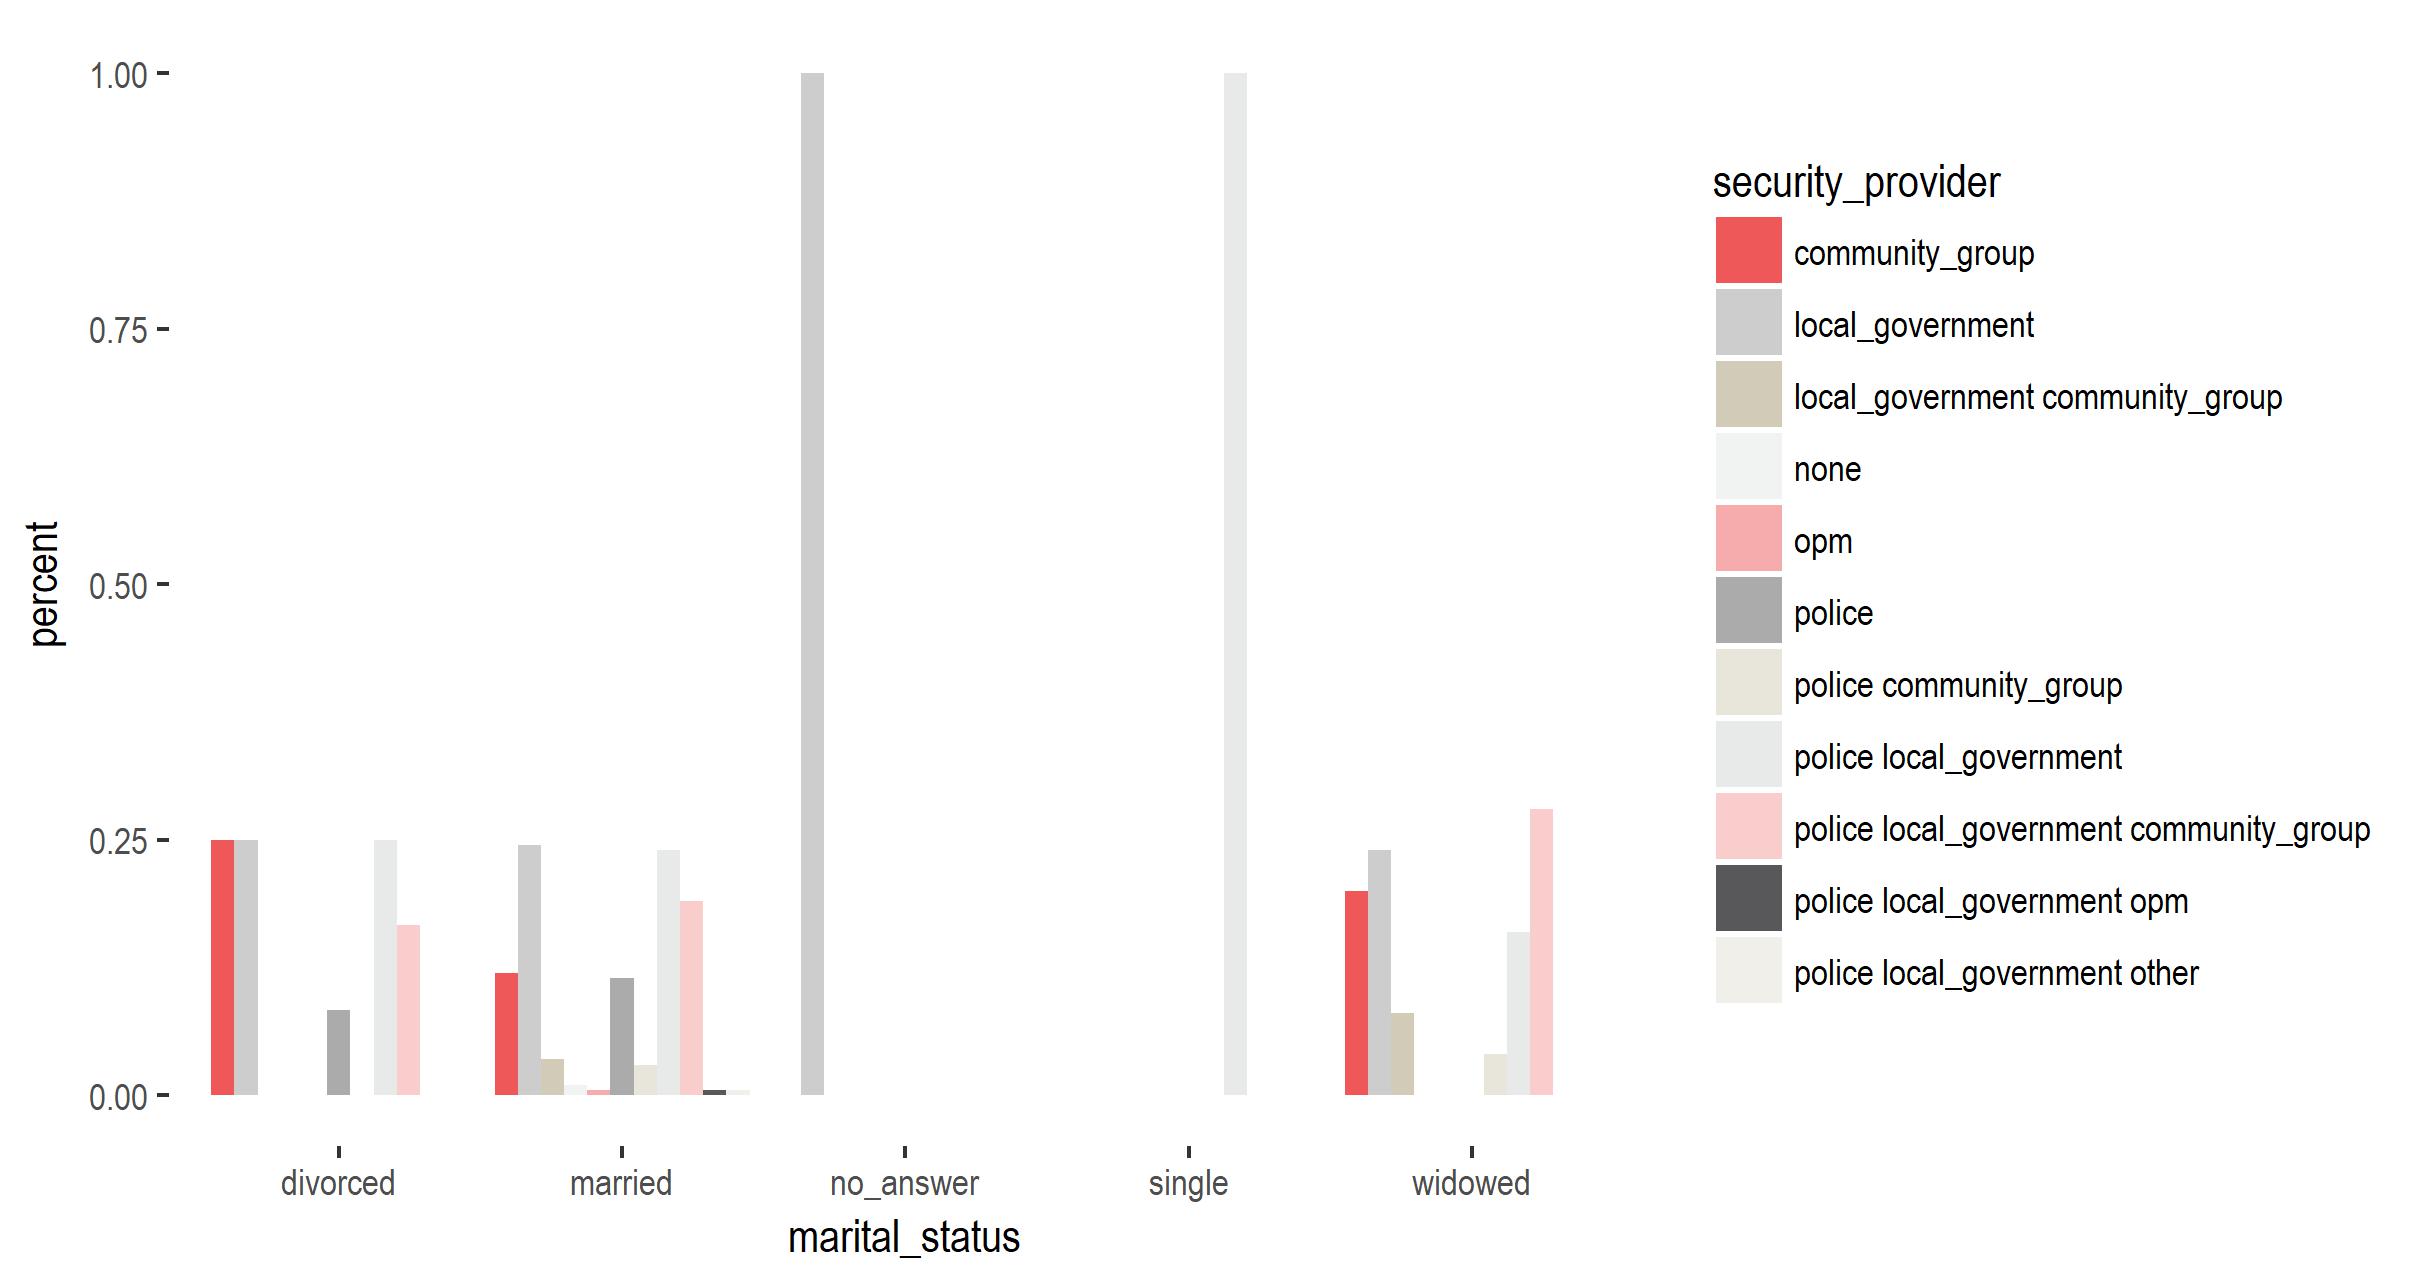 1.00
0.75
0.50
0.25
0.00
percent
divorced married no_answer single widowed
marital_status
security_provider
community_group
local_government
local_government community_group
none
opm
police
police community_group
police local_government
police local_government community_group
police local_government opm
police local_government other